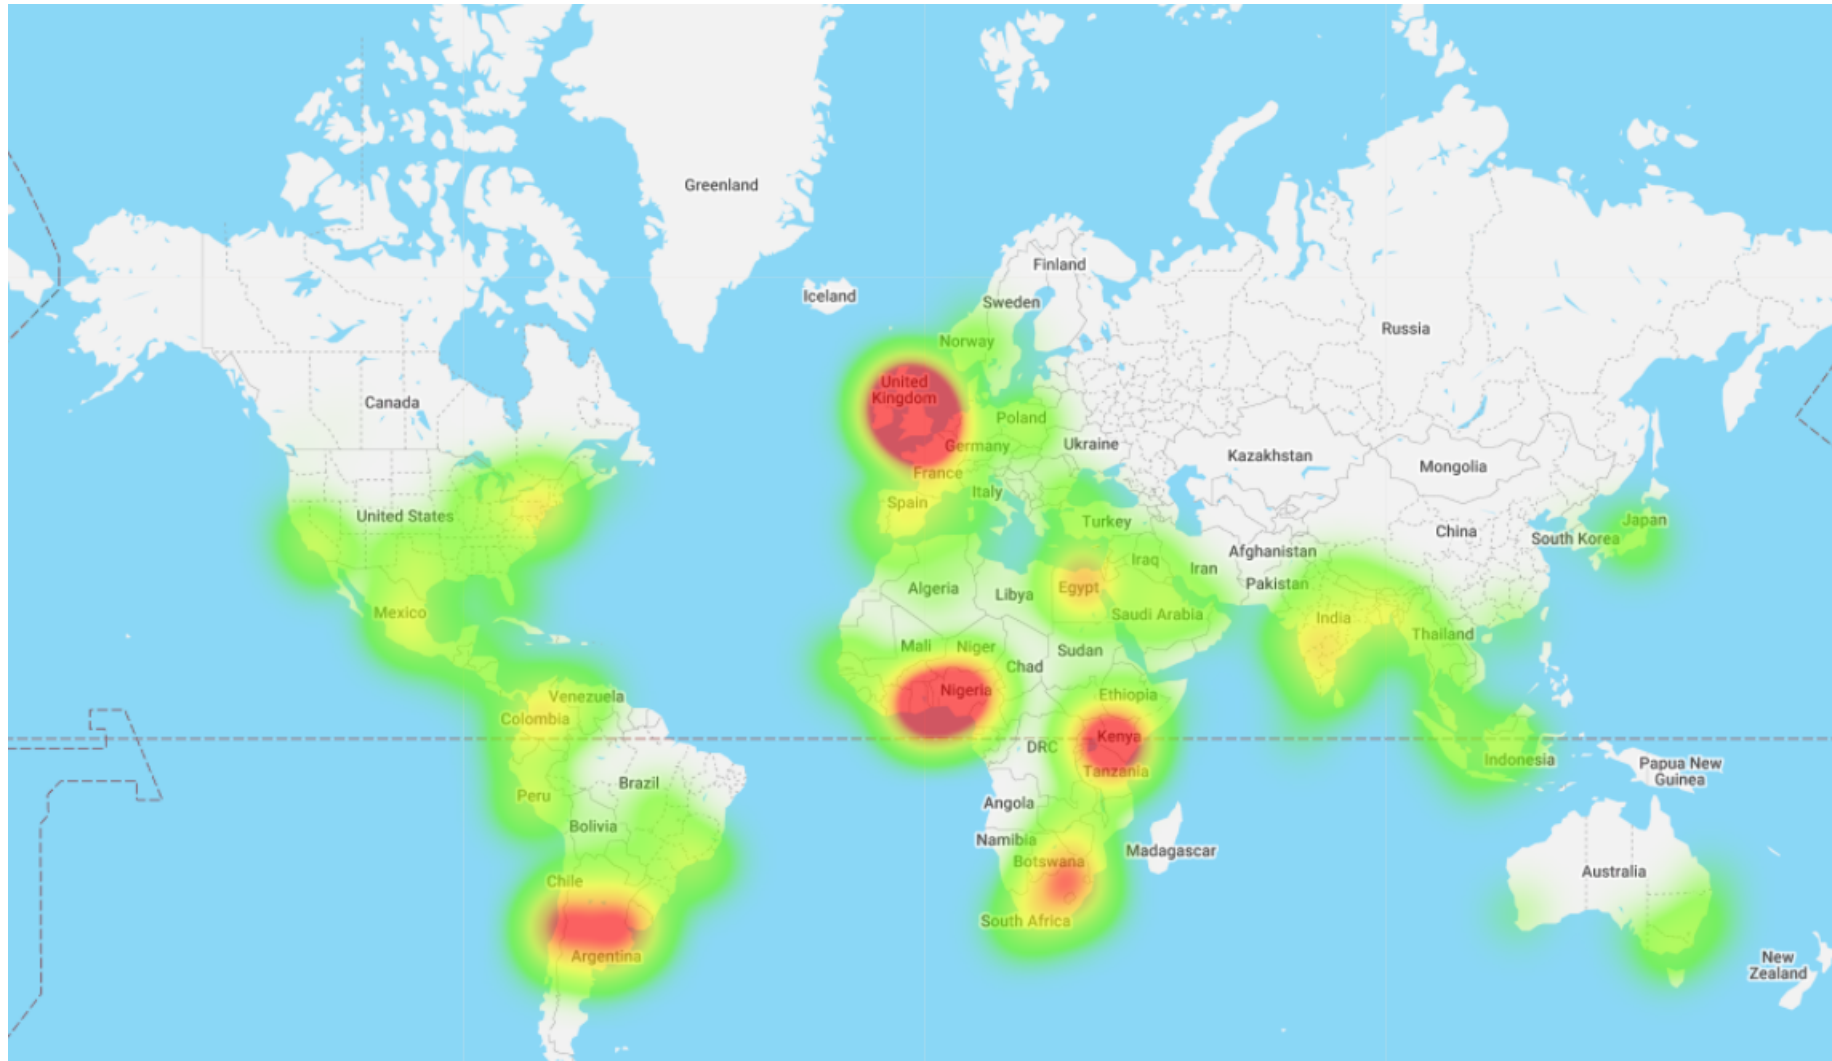 Greenland
Iceland
Finland
Sweden
Norway
Russia
United
Kingdom
Canada
Poland
Germany
Ukraine
Kazakhstan
Mongolia
France
Italy
Spain
United States
Turkey
Japan
China
South Korea
Afghanistan
Iraq
Iran
Pakistan
Algeria
Libya
Egypt
Saudi Arabia
India
Mexico
Thailand
Mali
Niger
Chad
Sudan
Nigeria
Ethiopia
Venezuela
Colombia
Kenya
DRC
Tanzania
Indonesia
Papua New
Guinea
Brazil
Peru
Angola
Bolivia
Namibia
Madagascar
Botswana
Australia
Chile
South Africa
Argentina
New
Zealand